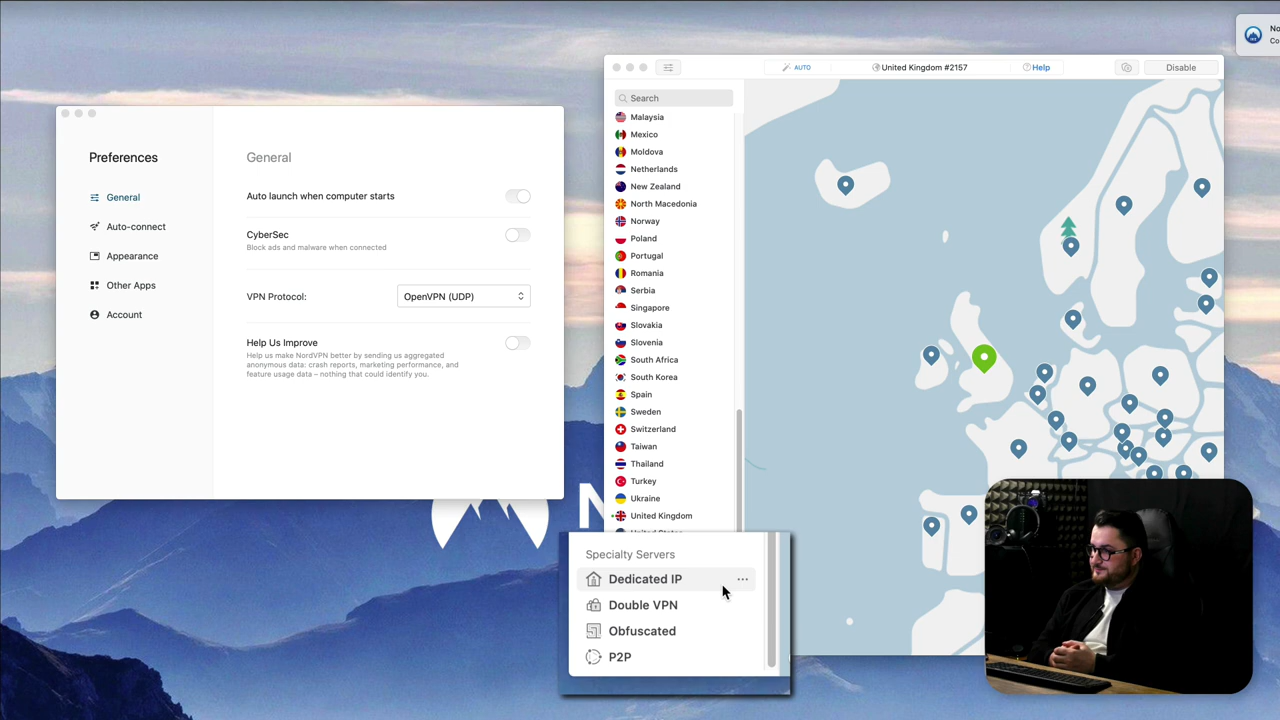 Preferences
General
Auto-connect
Appearance
Other Apps
Account
General
Auto launch when computer starts
CyberSec
Block ads and malware when connected
VPN Protocol:
OpenVPN (UDP)
Help Us Improve
Help us make NordVPN better by sending us aggregated
anonymous data: crash reports, marketing performance, and
feature usage data – nothing that could identify you.
AUTO
United Kingdom #2157
Help
Disable
Search
Malaysia
Mexico
Moldova
Netherlands
New Zealand
North Macedonia
Norway
Poland
Portugal
Romania
Serbia
Singapore
Slovakia
Slovenia
South Africa
South Korea
Spain
Sweden
Switzerland
Taiwan
Thailand
Turkey
Ukraine
United Kingdom
Specialty Servers
Dedicated IP
Double VPN
Obfuscated
P2P